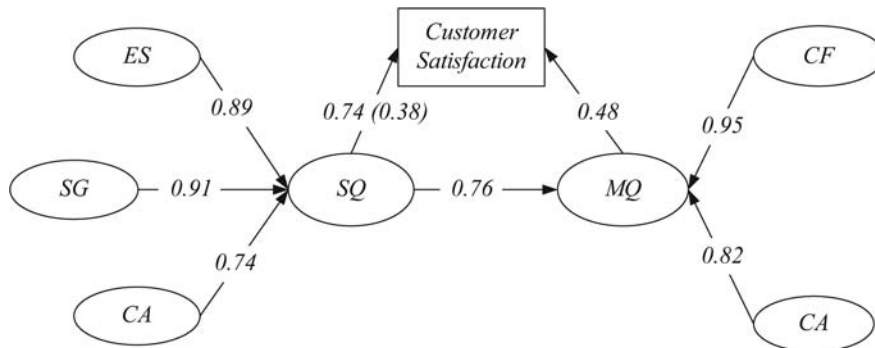 ES
Customer
Satisfaction
CF
0.89
0.74 (0.38)
0.48
0.95
SG
0.91
SQ
0.76
MQ
0.74
0.82
CA
CA